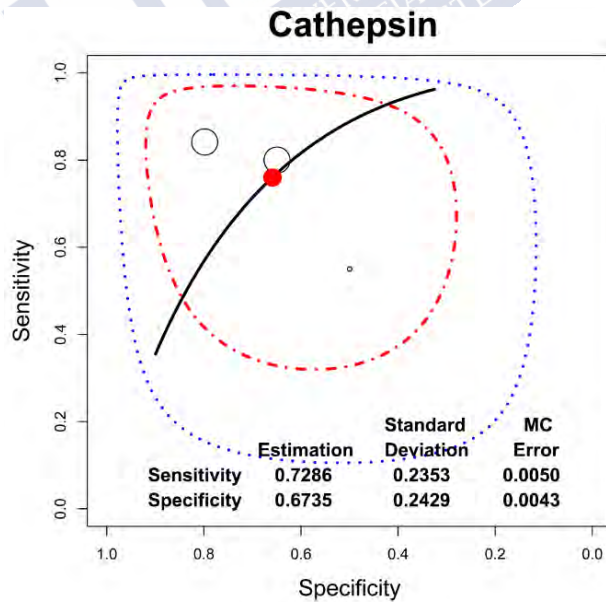 Cathepsin
1.0
0.8
0.6
0.4
0.2
0.0
Sensitivity
Standard MC
Estimation Deviation Error
Sensitivity 0.7286 0.2353 0.0050
Specificity 0.6735 0.2429 0.0043
1.0 0.8 0.6 0.4 0.2 0.0
Specificity